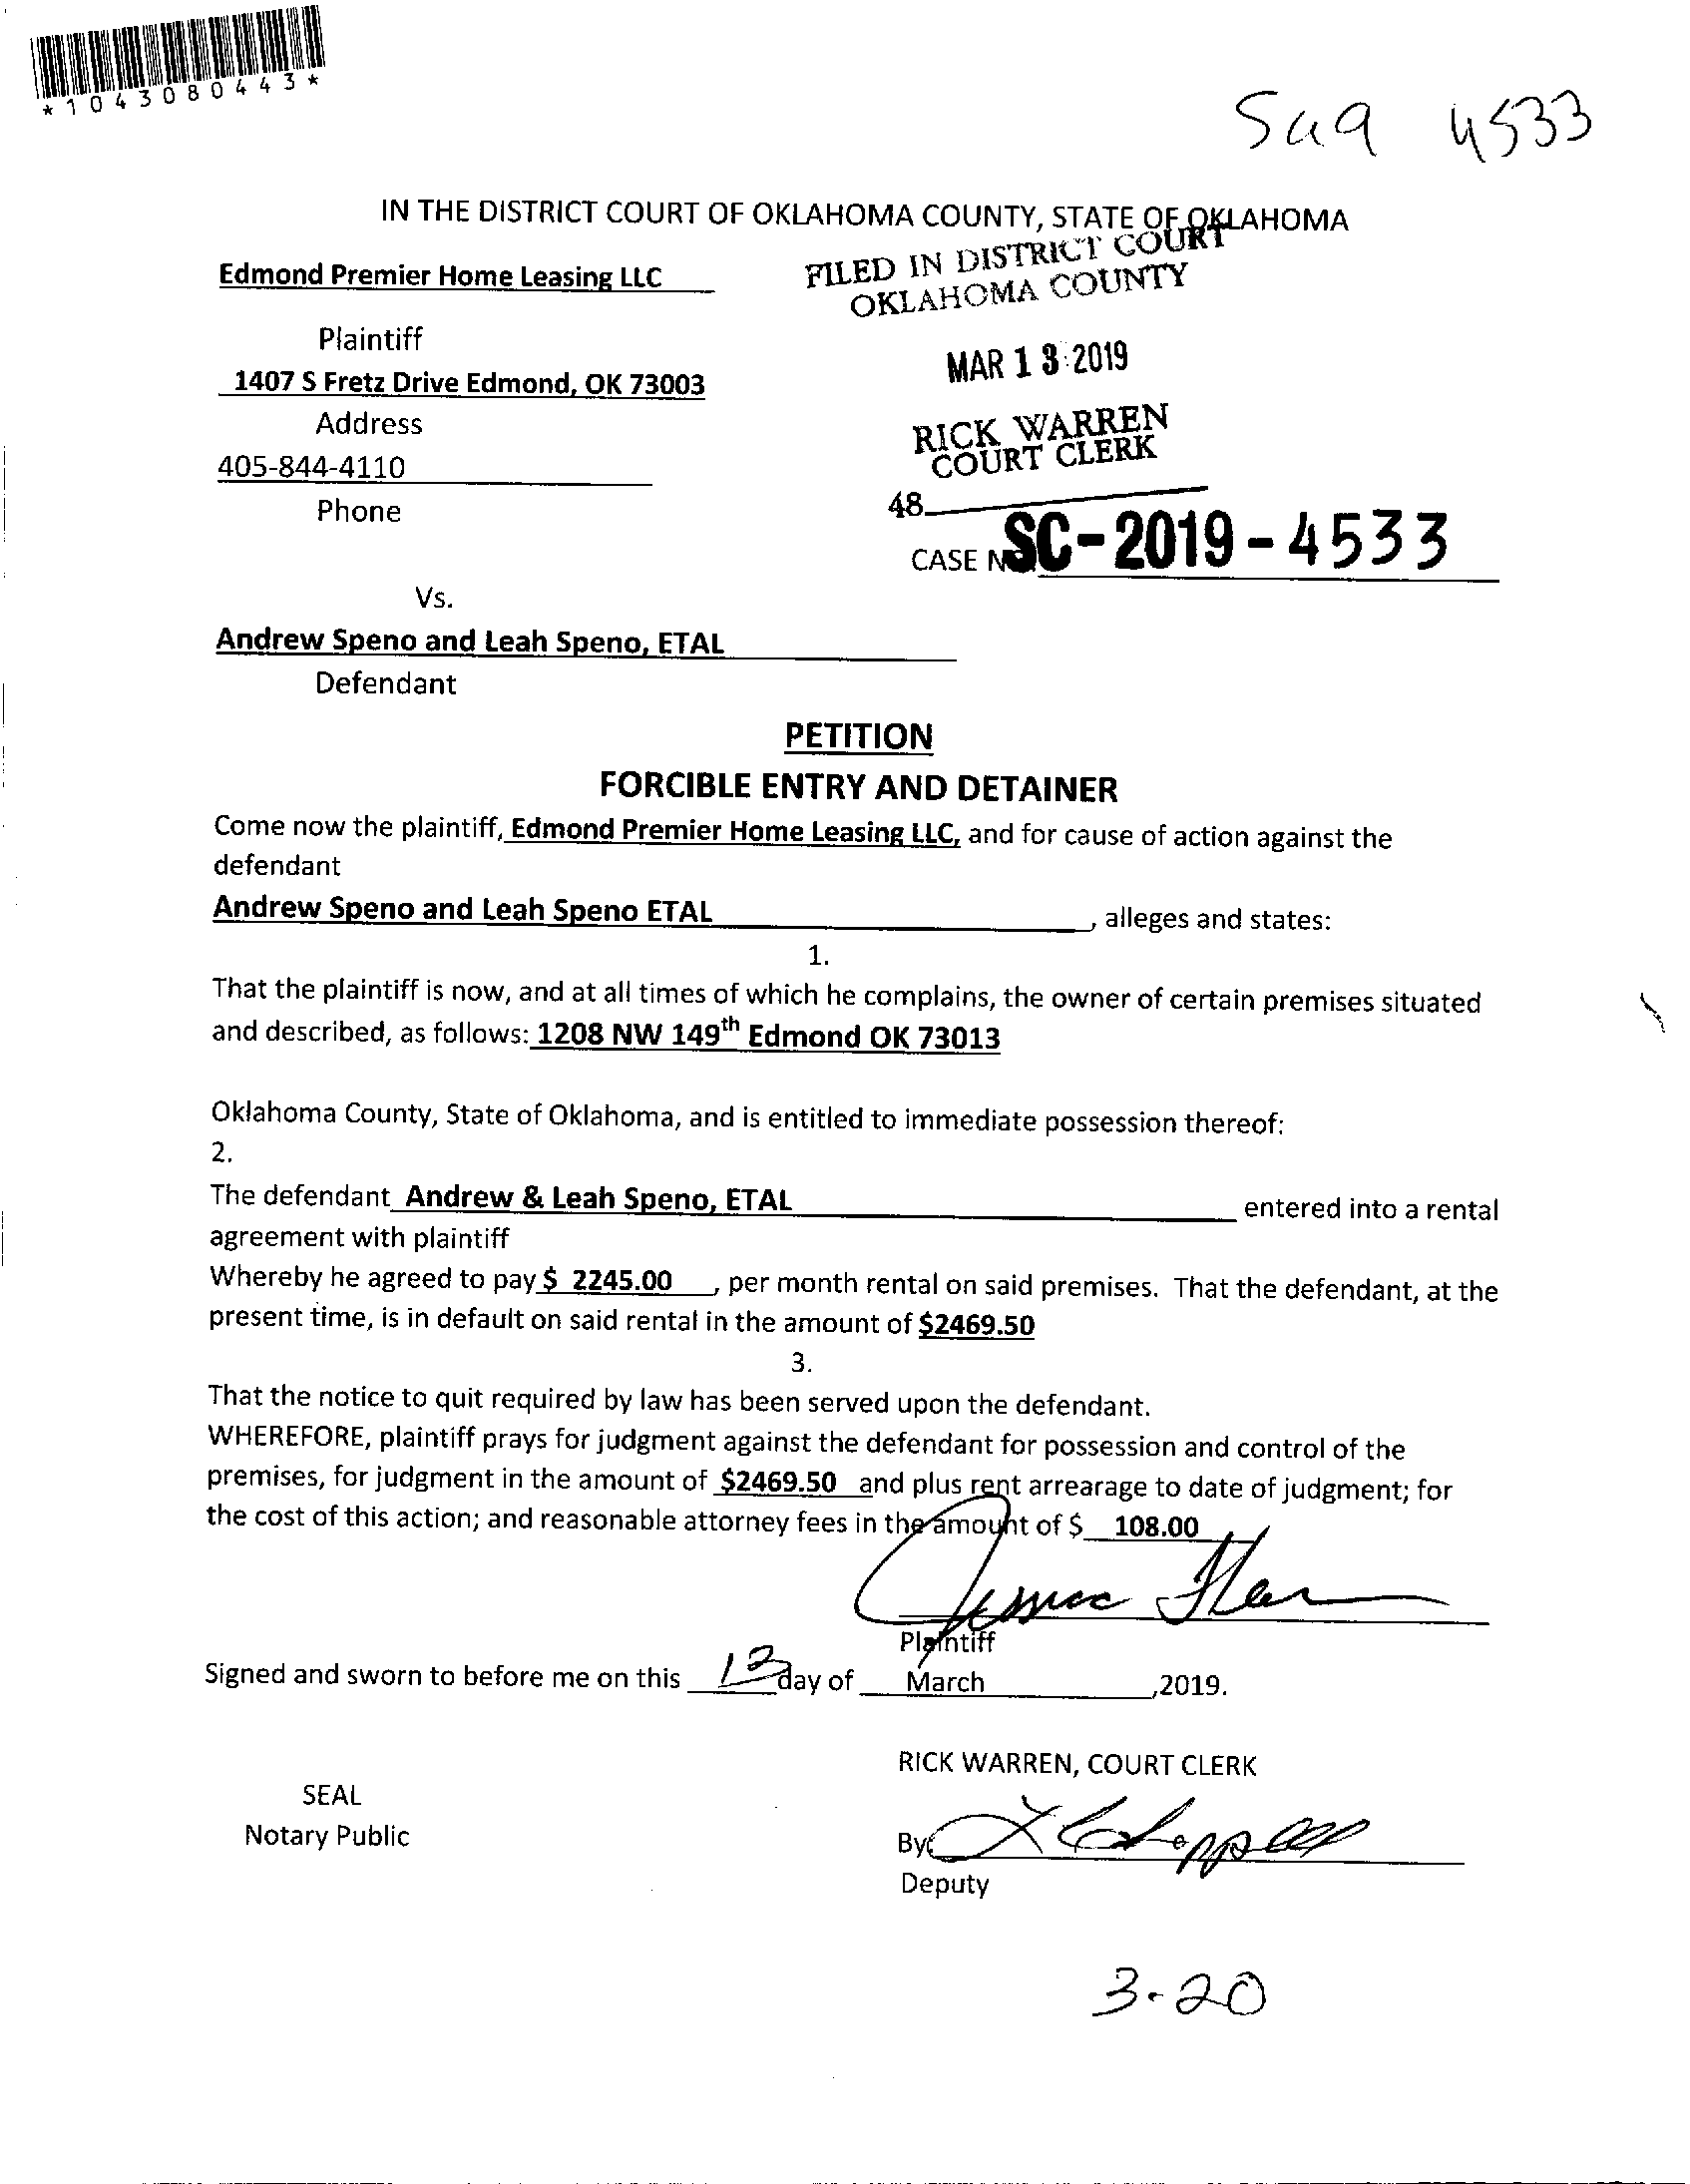 *1043080443*
4533
IN THE DISTRICT COURT OF OKLAHOMA COUNTY, STATE OF OKLAHOMA
FILED IN DISTRICT COURT
OKLAHOMA COUNTY
Edmond Premier Home Leasing LLC
Plaintiff
MAR 13 2019
1407 S Fretz Drive Edmond, OK 73003
Address
RICK WARREN
COURT CLERK
405-844-4110
Phone
48
CASE NO. SC-2019-4533
Vs.
Andrew Speno and Leah Speno, ETAL
Defendant
PETITION
FORCIBLE ENTRY AND DETAINER
Come now the plaintiff, Edmond Premier Home Leasing LLC, and for cause of action against the
defendant
Andrew Speno and Leah Speno ETAL , alleges and states:
1.
That the plaintiff is now, and at all times of which he complains, the owner of certain premises situated
and described, as follows: 1208 NW 149th Edmond OK 73013
Oklahoma County, State of Oklahoma, and is entitled to immediate possession thereof:
2.
The defendant Andrew & Leah Speno, ETAL entered into a rental
agreement with plaintiff
Whereby he agreed to pay $ 2245.00 , per month rental on said premises. That the defendant, at the
present time, is in default on said rental in the amount of $2469.50
3.
That the notice to quit required by law has been served upon the defendant.
WHEREFORE, plaintiff prays for judgment against the defendant for possession and control of the
premises, for judgment in the amount of $2469.50 and plus rent arrearage to date of judgment; for
the cost of this action; and reasonable attorney fees in the amount of $ 108.00
Plaintiff
Signed and sworn to before me on this 13 day of March ,2019.
RICK WARREN, COURT CLERK
SEAL
Notary Public
By
Deputy
3-20